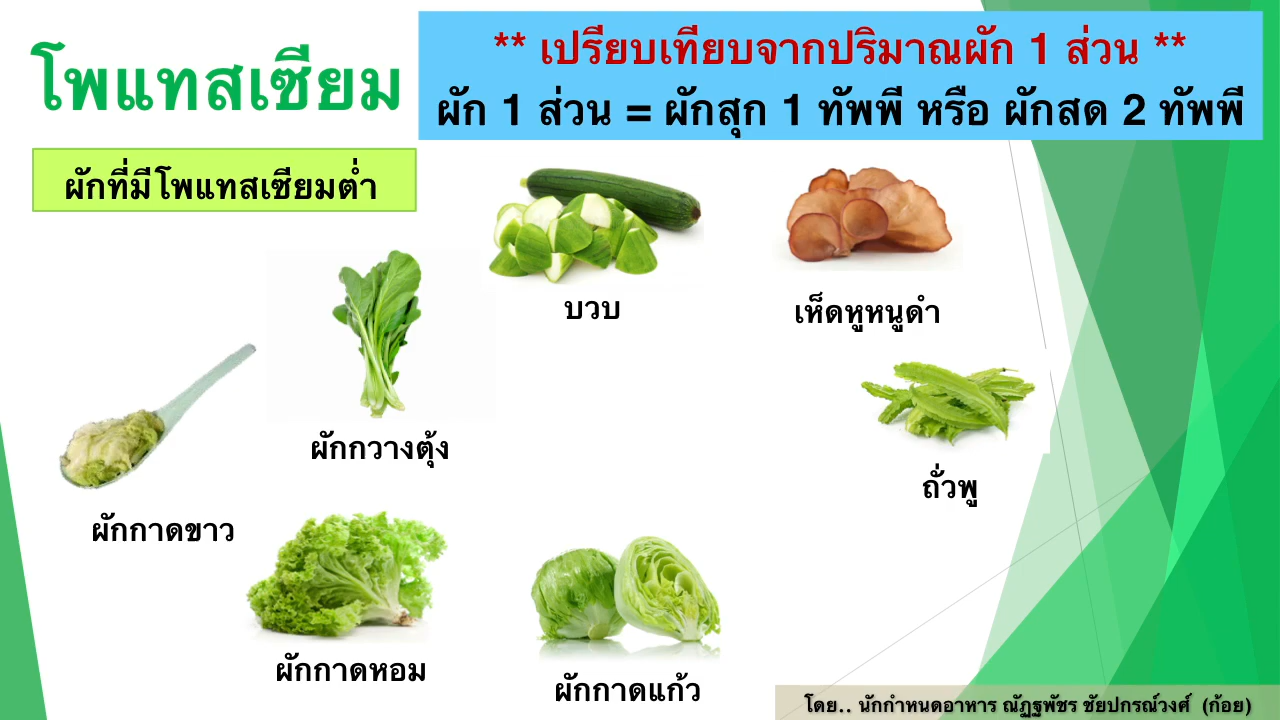 โพแทสเซียม
** เปรียบเทียบจากปริมาณผัก 1 ส่วน **
ผัก 1 ส่วน = ผักสุก 1 ทัพพี หรือ ผักสด 2 ทัพพี
ผักที่มีโพแทสเซียมต่ำ
บวบ
เห็ดหูหนูดำ
ผักกวางตุ้ง
ถั่วพู
ผักกาดขาว
ผักกาดหอม
ผักกาดแก้ว
โดย.. นักกำหนดอาหาร ณัฏฐพัชร ชัยปกรณ์วงศ์ (ก้อย)